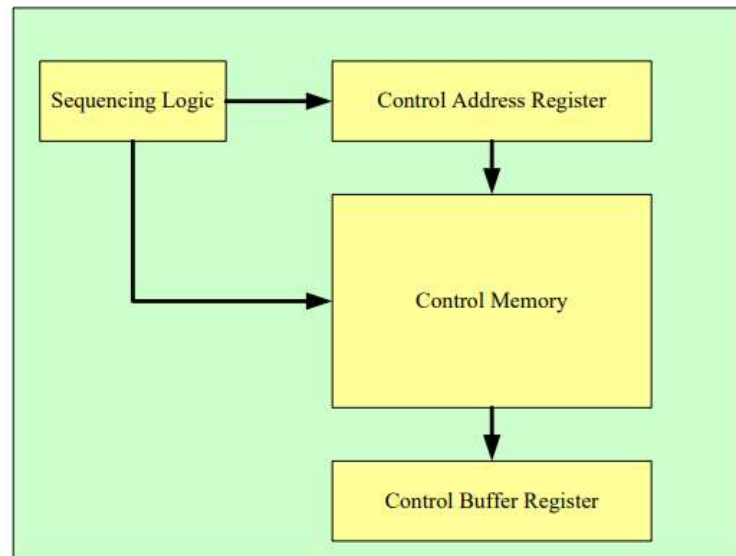 Sequencing Logic
Control Address Register
Control Memory
Control Buffer Register